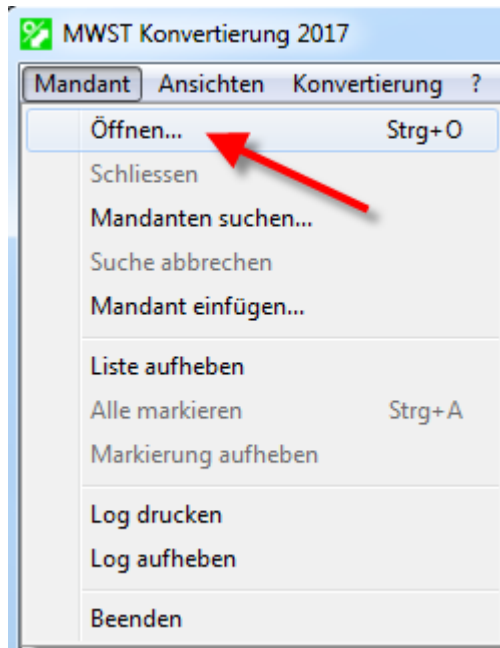 MWST Konvertierung 2017
Mandant Ansichten Konvertierung ?
Öffnen... Strg+O
Schliessen
Mandanten suchen...
Suche abbrechen
Mandant einfügen...
Liste aufheben
Alle markieren Strg+A
Markierung aufheben
Log drucken
Log aufheben
Beenden